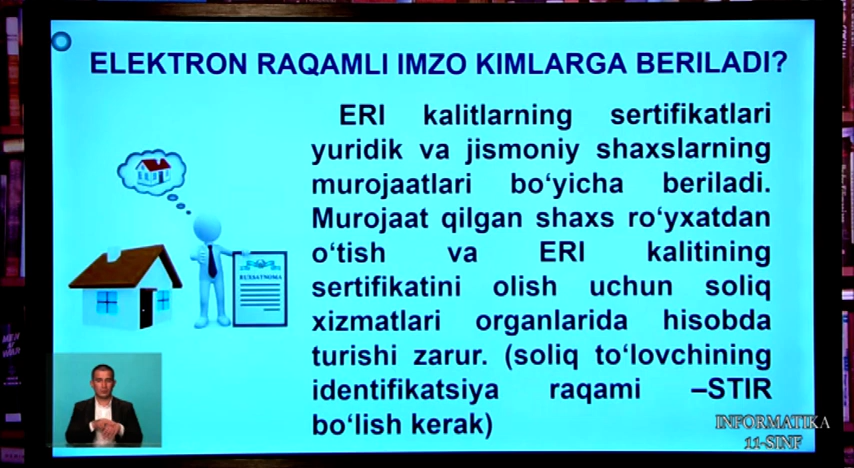 ELEKTRON RAQAMLI IMZO KIMLARGA BERILADI?
ERI kalitlarning sertifikatlari
yuridik va jismoniy shaxslarning
murojaatlari bo‘yicha beriladi.
Murojaat qilgan shaxs ro‘yxatdan
o‘tish va ERI kalitining
sertifikatini olish uchun soliq
xizmatlari organlarida hisobda
turishi zarur. (soliq to‘lovchining
identifikatsiya raqami –STIR
bo‘lish kerak)
RUXSATNOMA
INFORMATIKA
11-SINF